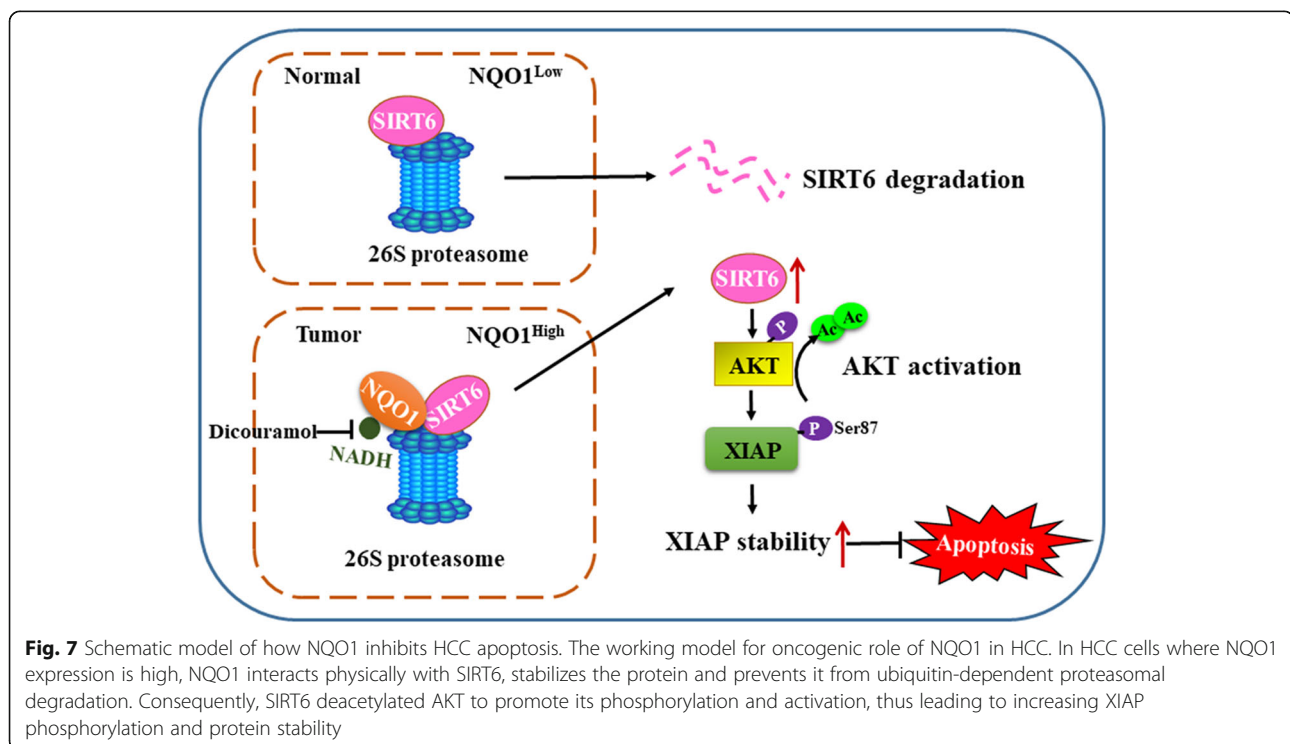 Normal NQO1Low
SIRT6
26S proteasome
SIRT6 degradation
Tumor NQO1High
NQO1 SIRT6
Dicouramol
NADH
26S proteasome
SIRT6
P
Ac Ac
AKT
AKT activation
P Ser87
XIAP
XIAP stability
Apoptosis
Fig. 7 Schematic model of how NQO1 inhibits HCC apoptosis. The working model for oncogenic role of NQO1 in HCC. In HCC cells where NQO1
expression is high, NQO1 interacts physically with SIRT6, stabilizes the protein and prevents it from ubiquitin-dependent proteasomal
degradation. Consequently, SIRT6 deacetylated AKT to promote its phosphorylation and activation, thus leading to increasing XIAP
phosphorylation and protein stability